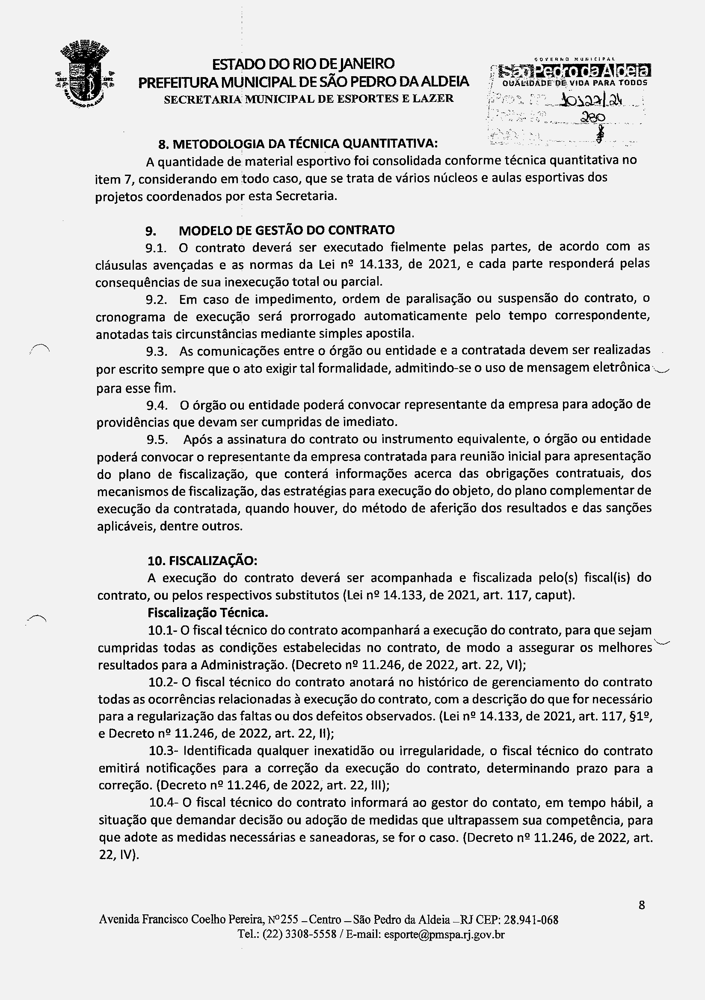 ESTADO DO RIO DE JANEIRO
PREFEITURA MUNICIPAL DE SÃO PEDRO DA ALDEIA
SECRETARIA MUNICIPAL DE ESPORTES E LAZER
GOVERNO MUNICIPAL
São Pedro da Aldeia
QUALIDADE DE VIDA PARA TODOS
280
8. METODOLOGIA DA TÉCNICA QUANTITATIVA:
A quantidade de material esportivo foi consolidada conforme técnica quantitativa no
item 7, considerando em todo caso, que se trata de vários núcleos e aulas esportivas dos
projetos coordenados por esta Secretaria.
9. MODELO DE GESTÃO DO CONTRATO
9.1. O contrato deverá ser executado fielmente pelas partes, de acordo com as
cláusulas avençadas e as normas da Lei nº 14.133, de 2021, e cada parte responderá pelas
consequências de sua inexecução total ou parcial.
9.2. Em caso de impedimento, ordem de paralisação ou suspensão do contrato, o
cronograma de execução será prorrogado automaticamente pelo tempo correspondente,
anotadas tais circunstâncias mediante simples apostila.
9.3. As comunicações entre o órgão ou entidade e a contratada devem ser realizadas
por escrito sempre que o ato exigir tal formalidade, admitindo-se o uso de mensagem eletrônica
para esse fim.
9.4. O órgão ou entidade poderá convocar representante da empresa para adoção de
providências que devam ser cumpridas de imediato.
9.5. Após a assinatura do contrato ou instrumento equivalente, o órgão ou entidade
poderá convocar o representante da empresa contratada para reunião inicial para apresentação
do plano de fiscalização, que conterá informações acerca das obrigações contratuais, dos
mecanismos de fiscalização, das estratégias para execução do objeto, do plano complementar de
execução da contratada, quando houver, do método de aferição dos resultados e das sanções
aplicáveis, dentre outros.
10. FISCALIZAÇÃO:
A execução do contrato deverá ser acompanhada e fiscalizada pelo(s) fiscal(is) do
contrato, ou pelos respectivos substitutos (Lei nº 14.133, de 2021, art. 117, caput).
Fiscalização Técnica.
10.1- O fiscal técnico do contrato acompanhará a execução do contrato, para que sejam
cumpridas todas as condições estabelecidas no contrato, de modo a assegurar os melhores
resultados para a Administração. (Decreto nº 11.246, de 2022, art. 22, VI);
10.2- O fiscal técnico do contrato anotará no histórico de gerenciamento do contrato
todas as ocorrências relacionadas à execução do contrato, com a descrição do que for necessário
para a regularização das faltas ou dos defeitos observados. (Lei nº 14.133, de 2021, art. 117, §1º,
e Decreto nº 11.246, de 2022, art. 22, II);
10.3- Identificada qualquer inexatidão ou irregularidade, o fiscal técnico do contrato
emitirá notificações para a correção da execução do contrato, determinando prazo para a
correção. (Decreto nº 11.246, de 2022, art. 22, III);
10.4- O fiscal técnico do contrato informará ao gestor do contato, em tempo hábil, a
situação que demandar decisão ou adoção de medidas que ultrapassem sua competência, para
que adote as medidas necessárias e saneadoras, se for o caso. (Decreto nº 11.246, de 2022, art.
22, IV).
8
Avenida Francisco Coelho Pereira, Nº255 – Centro – São Pedro da Aldeia –RJ CEP: 28.941-068
Tel.: (22) 3308-5558 / E-mail: esporte@pmspa.rj.gov.br